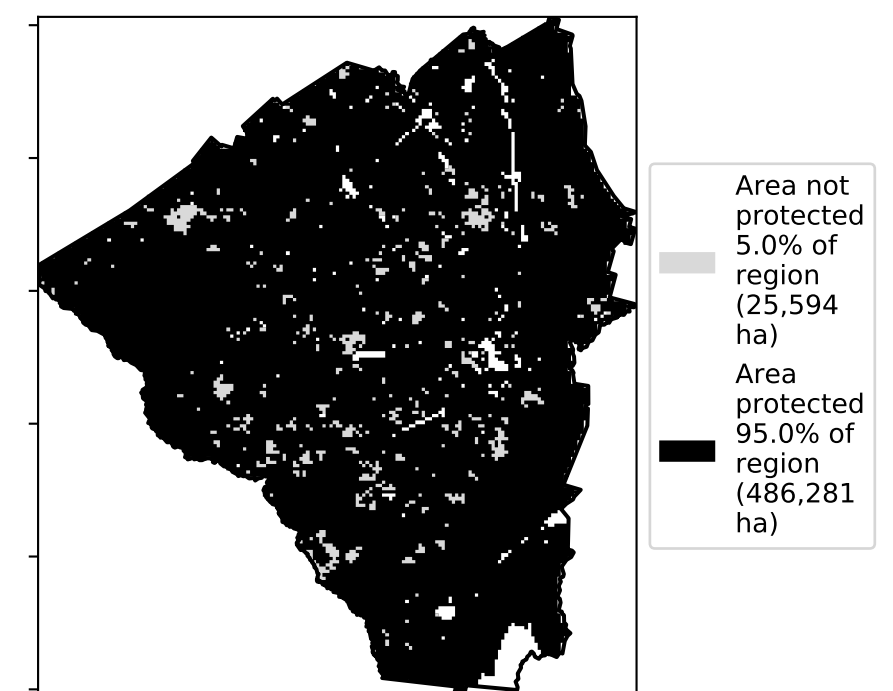 Area not
protected
5.0% of
region
(25,594
ha)
Area
protected
95.0% of
region
(486,281
ha)